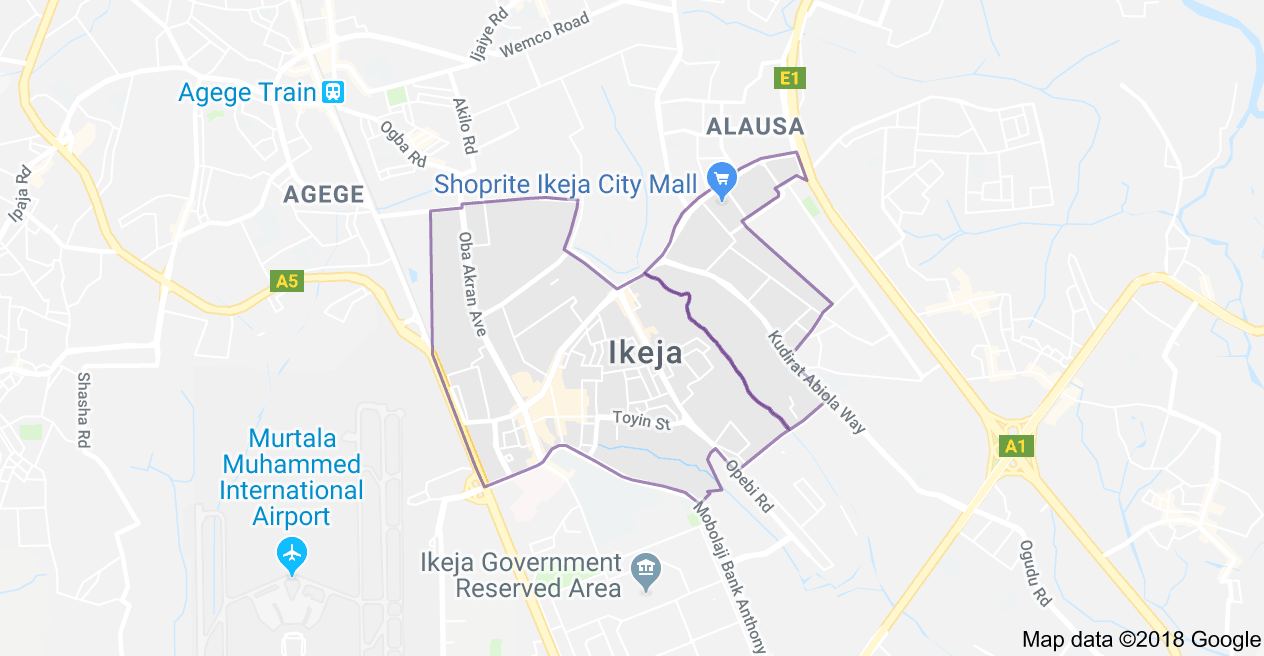 Ijaiye Rd
Wemco Road
E1
Agege Train
Akilo Rd
ALAUSA
Ogba Rd
Ipaja Rd
AGEGE
Shoprite Ikeja City Mall
A5
Oba Akran Ave
Ikeja
Kudirat Abiola Way
Shasha Rd
Toyin St
Murtala
Muhammed
International
Airport
A1
Opebi Rd
Mobolaji Bank Anthony
Ikeja Government
Reserved Area
Ogudu Rd
Map data ©2018 Google